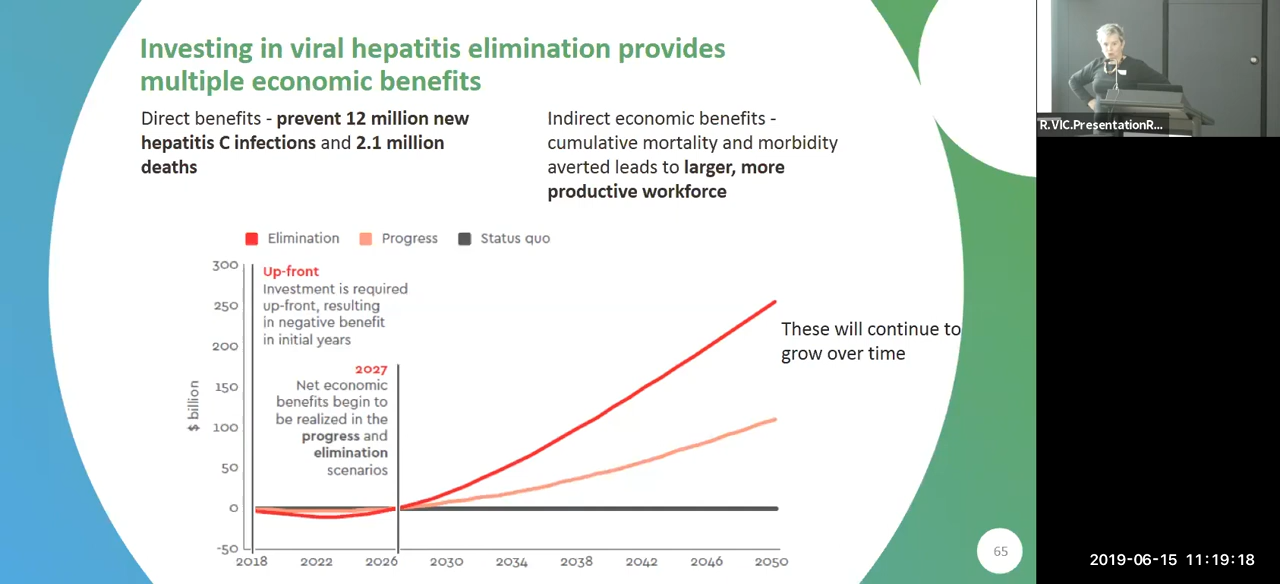 Investing in viral hepatitis elimination provides
multiple economic benefits
Direct benefits - prevent 12 million new
hepatitis C infections and 2.1 million
deaths
Indirect economic benefits -
cumulative mortality and morbidity
averted leads to larger, more
productive workforce
Elimination
Progress
Status quo
300
250
200
150
100
50
0
-50
$ billion
Up-front
Investment is required
up-front, resulting
in negative benefit
in initial years
2027
Net economic
benefits begin to
be realized in the
progress and
elimination
scenarios
These will continue to
grow over time
2018 2022 2026 2030 2034 2038 2042 2046 2050
65
R.VIC.PresentationR...
2019-06-15 11:19:18